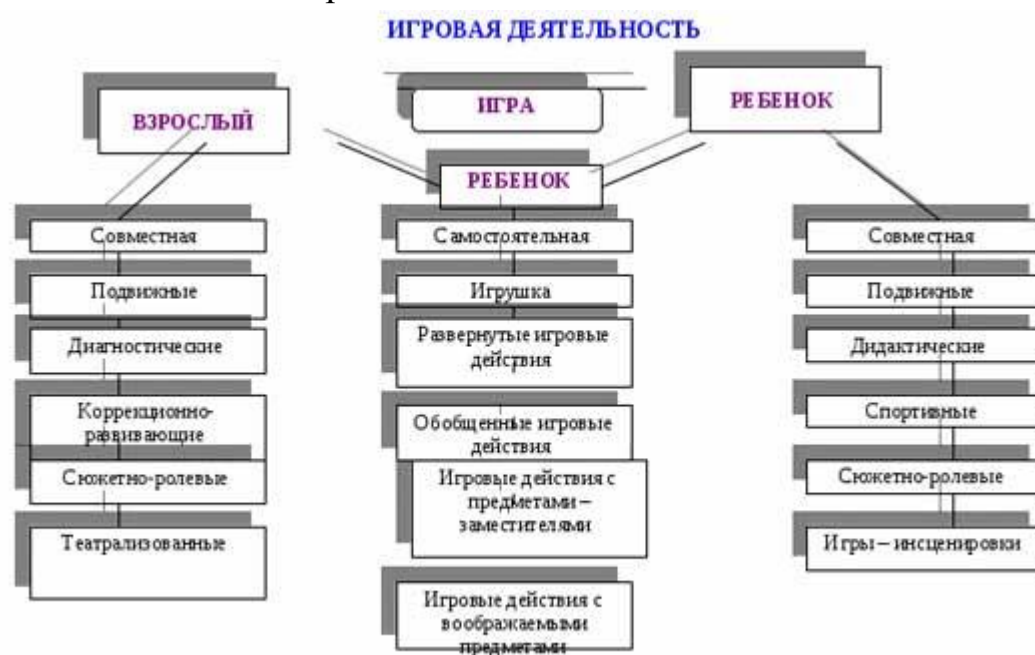 ИГРОВАЯ ДЕЯТЕЛЬНОСТЬ
ВЗРОСЛЫЙ
ИГРА
РЕБЕНОК
РЕБЕНОК
Совместная
Подвижные
Диагностические
Коррекционно-
развивающие
Сюжетно-ролевые
Театрализованные
Самостоятельная
Игрушка
Развернутые игровые
действия
Обобщенные игровые
действия
Игровые действия с
предметами –
заместителями
Игровые действия с
воображаемыми
предметами
Совместная
Подвижные
Дидактические
Спортивные
Сюжетно-ролевые
Игры – инсценировки